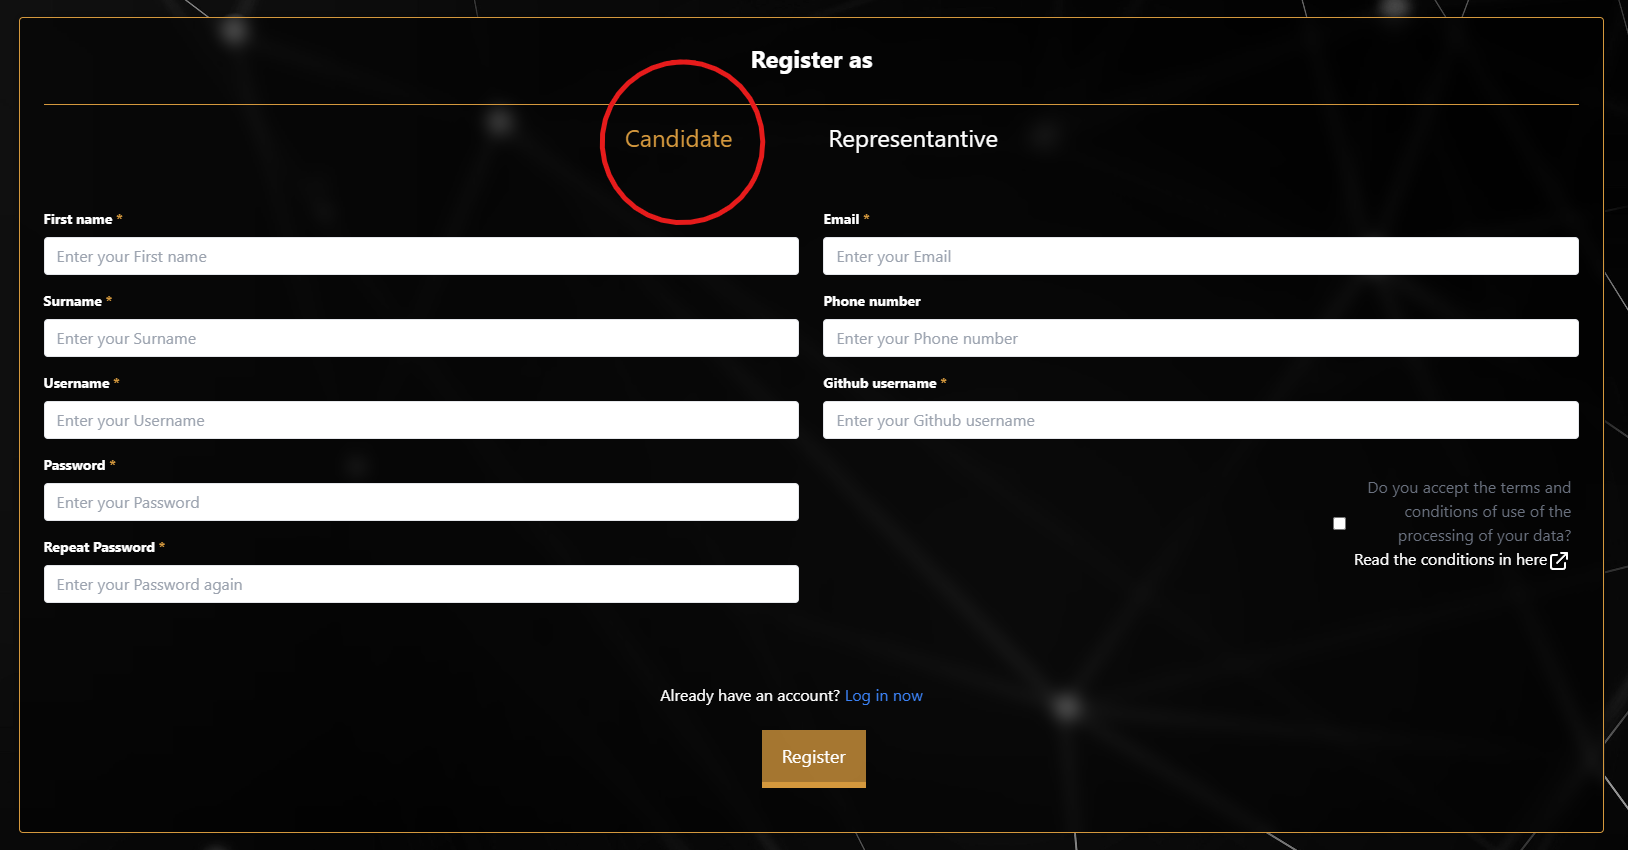 Register as
Candidate
Representantive
First name *
Enter your First name
Surname *
Enter your Surname
Username *
Enter your Username
Password *
Enter your Password
Repeat Password *
Enter your Password again
Email *
Enter your Email
Phone number
Enter your Phone number
Github username *
Enter your Github username
Do you accept the terms and
conditions of use of the
processing of your data?
Read the conditions in here
Already have an account? Log in now
Register